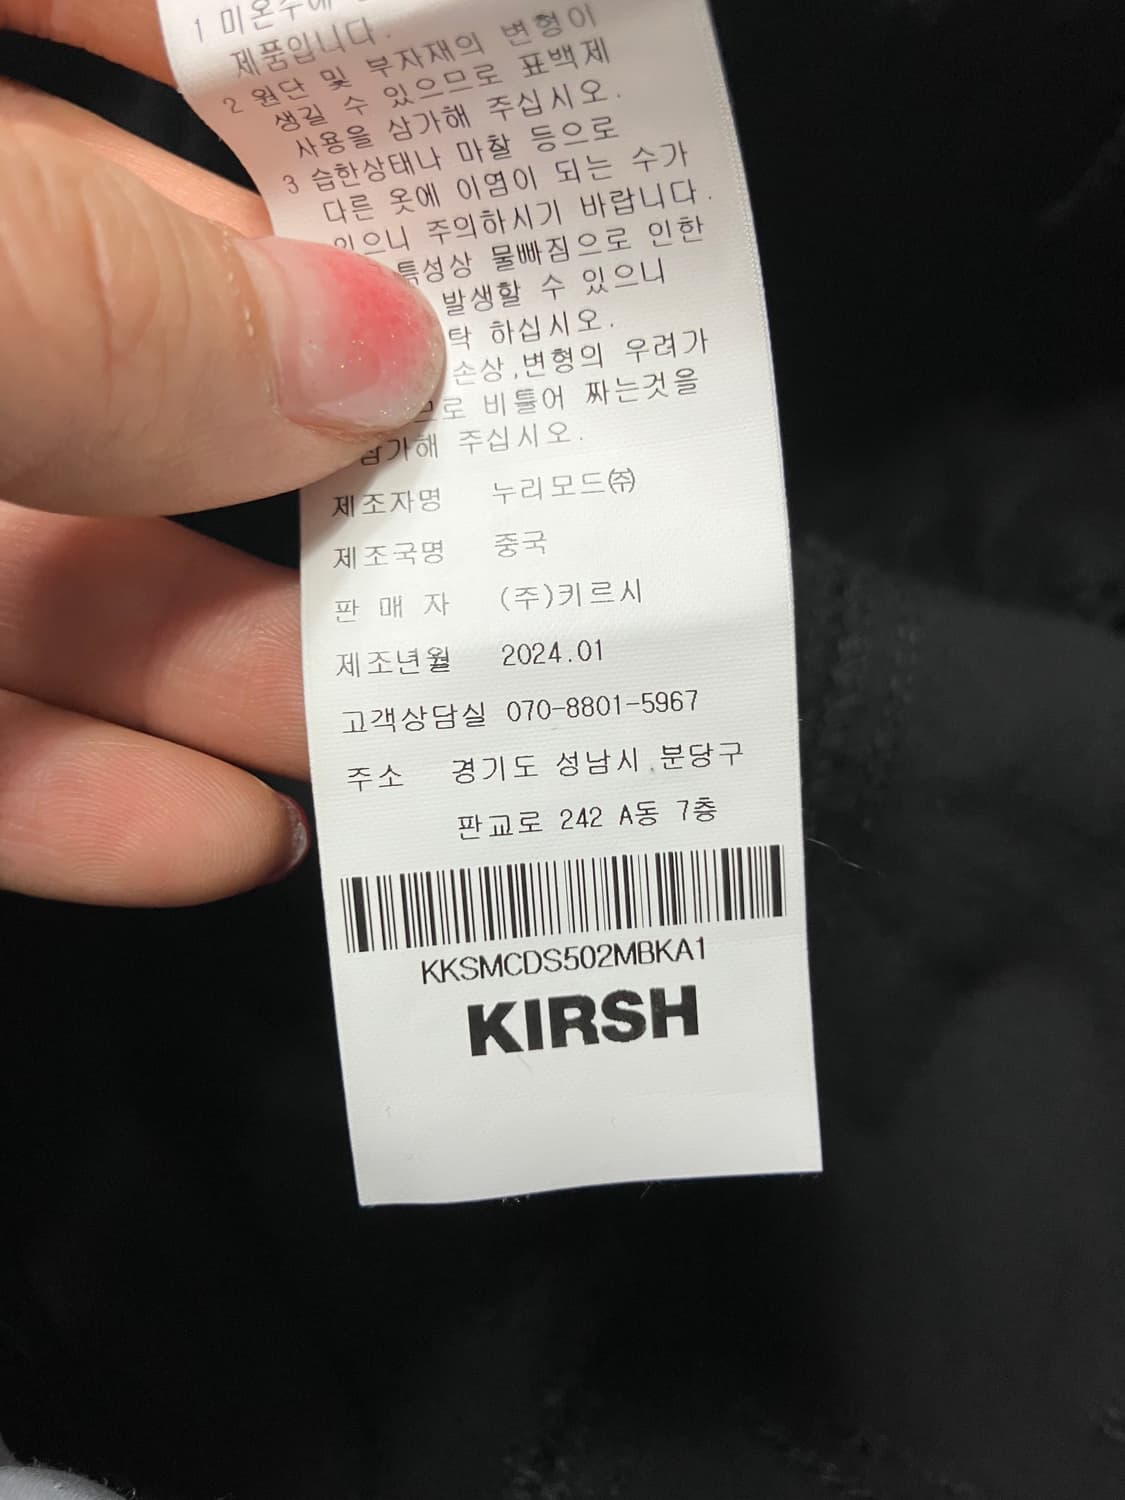 1 미온수에
제품입니다.
2 원단 및 부자재의 변형이
생길 수 있으므로 표백제
사용을 삼가해 주십시오.
3 습한상태나 마찰 등으로
다른 옷에 이염이 되는 수가
있으니 주의하시기 바랍니다.
특성상 물빠짐으로 인한
발생할 수 있으니
하십시오.
손상,변형의 우려가
비틀어 짜는것을
삼가해 주십시오.
제조자명 누리모드㈜
제조국명 중국
판 매 자 (주)키르시
제조년월 2024.01
고객상담실 070-8801-5967
주소 경기도 성남시 분당구
판교로 242 A동 7층
KKSMCDS502MBKA1
KIRSH